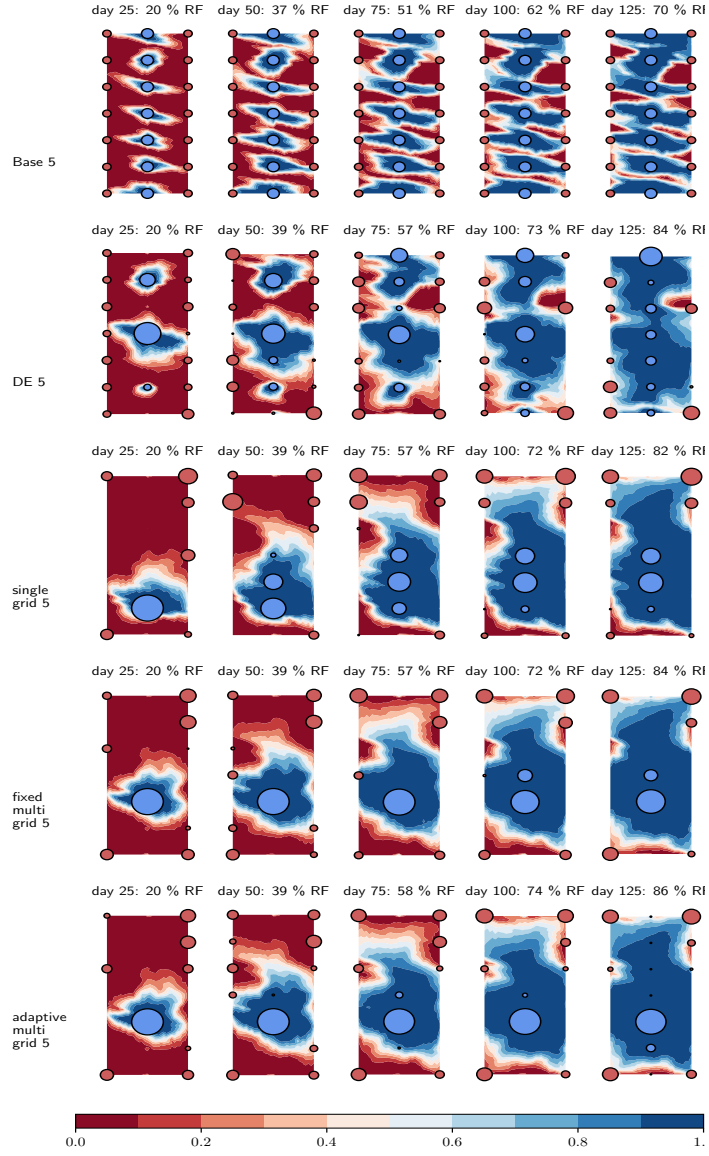 day 25: 20 % RF day 50: 37 % RF day 75: 51 % RF day 100: 62 % RF day 125: 70 % RF
Base 5
day 25: 20 % RF day 50: 39 % RF day 75: 57 % RF day 100: 73 % RF day 125: 84 % RF
DE 5
day 25: 20 % RF day 50: 39 % RF day 75: 57 % RF day 100: 72 % RF day 125: 82 % RF
single
grid 5
day 25: 20 % RF day 50: 39 % RF day 75: 57 % RF day 100: 72 % RF day 125: 84 % RF
fixed
multi
grid 5
day 25: 20 % RF day 50: 39 % RF day 75: 58 % RF day 100: 74 % RF day 125: 86 % RF
adaptive
multi
grid 5
0.0 0.2 0.4 0.6 0.8 1.